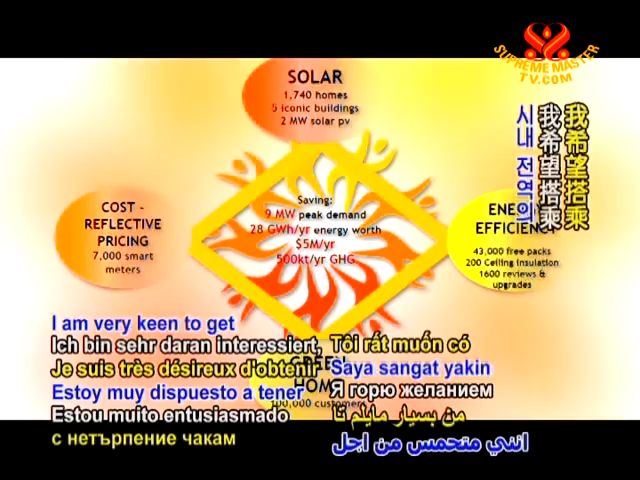 SUPREME MASTER
TV.COM
SOLAR
1,740 homes
5 iconic buildings
2 MW solar pv
COST -
REFLECTIVE
PRICING
7,000 smart
meters
Saving:
9 MW peak demand
28 GWh/yr energy worth
$5M/yr
500kt/yr GHG
EFFICIENCY
43,000 free packs
200 Ceiling insulation
1600 reviews &
upgrades
GREEN
HOM
100,000 customers
我希望搭乘
我希望搭乘
시내 전역의
I am very keen to get
Ich bin sehr daran interessiert,
Je suis très désireux d'obtenir
Estoy muy dispuesto a tener
Estou muito entusiasmado
с нетърпение чакам
Tôi rất muốn có
Saya sangat yakin
Я горю желанием
من بسیار مایلم تا
انني متحمس من اجل